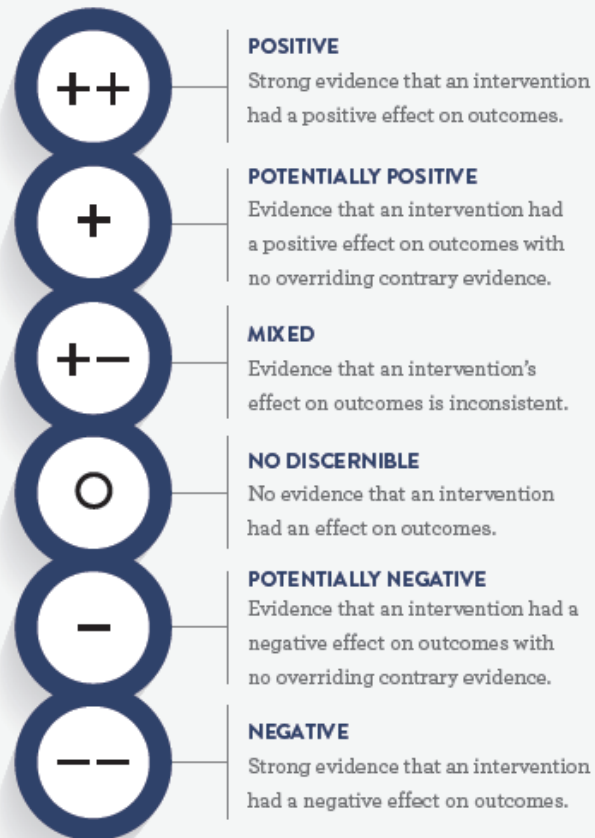 ++
POSITIVE
Strong evidence that an intervention
had a positive effect on outcomes.
+
POTENTIALLY POSITIVE
Evidence that an intervention had
a positive effect on outcomes with
no overriding contrary evidence.
+−
MIXED
Evidence that an intervention’s
effect on outcomes is inconsistent.
○
NO DISCERNIBLE
No evidence that an intervention
had an effect on outcomes.
−
POTENTIALLY NEGATIVE
Evidence that an intervention had a
negative effect on outcomes with
no overriding contrary evidence.
−−
NEGATIVE
Strong evidence that an intervention
had a negative effect on outcomes.